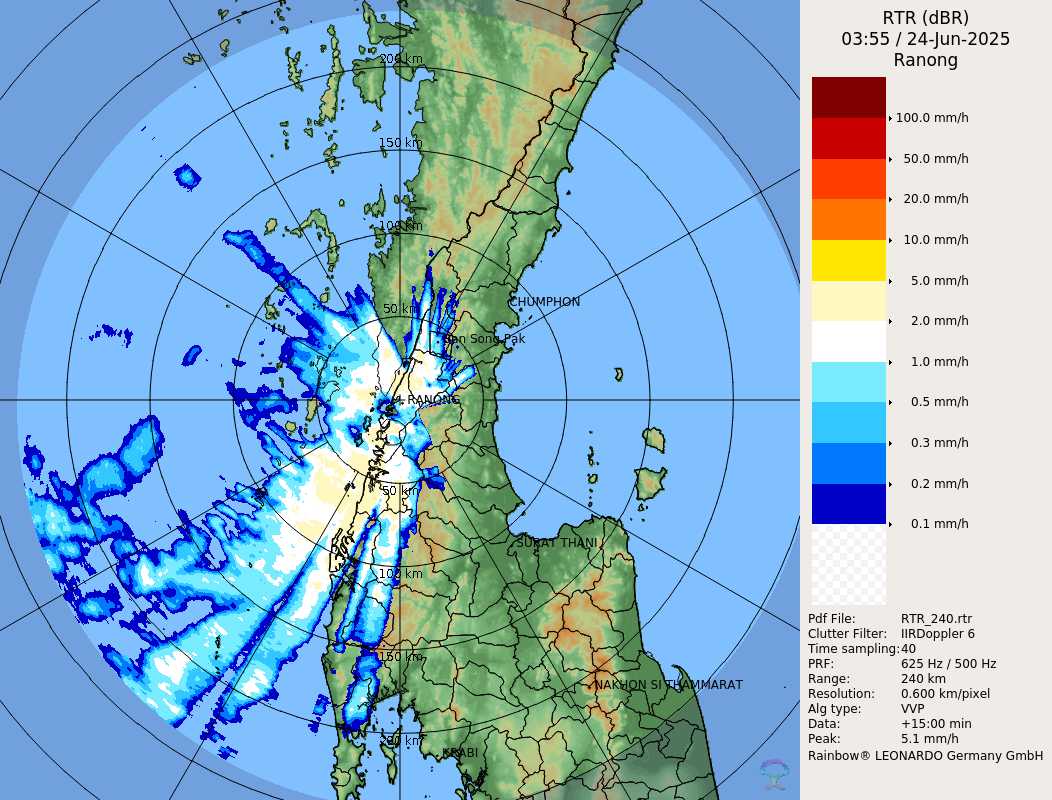 RTR (dBR)
03:55 / 24-Jun-2025
Ranong
100.0 mm/h
50.0 mm/h
20.0 mm/h
10.0 mm/h
5.0 mm/h
2.0 mm/h
1.0 mm/h
0.5 mm/h
0.3 mm/h
0.2 mm/h
0.1 mm/h
Pdf File: RTR_240.rtr
Clutter Filter: IIRDoppler 6
Time sampling: 40
PRF: 625 Hz / 500 Hz
Range: 240 km
Resolution: 0.600 km/pixel
Alg type: VVP
Data: +15:00 min
Peak: 5.1 mm/h
Rainbow® LEONARDO Germany GmbH
200 km
150 km
100 km
CHUMPHON
50 km
Ban Song Pak
RANONG
50 km
SURAT THANI
100 km
150 km
NAKHON SI THAMMARAT
200 km
KRABI